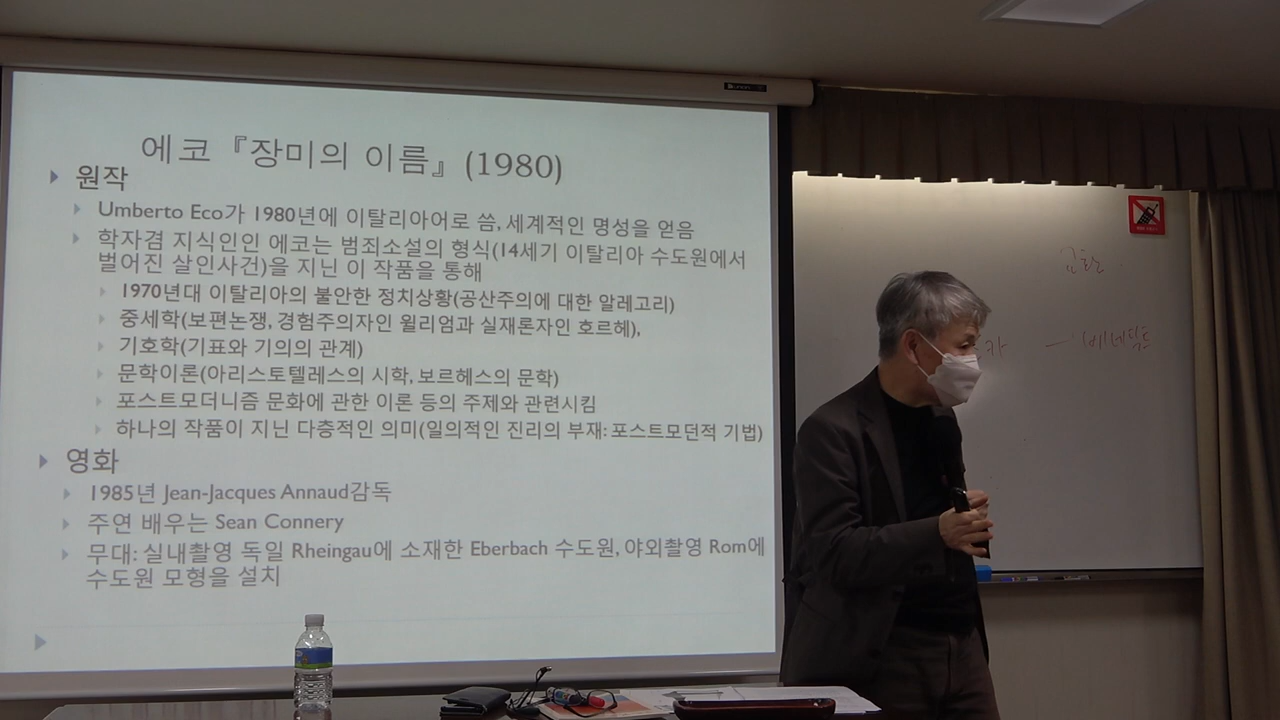 에코『장미의 이름』(1980)
원작
Umberto Eco가 1980년에 이탈리아어로 씀, 세계적인 명성을 얻음
학자겸 지식인인 에코는 범죄소설의 형식(14세기 이탈리아 수도원에서
벌어진 살인사건)을 지닌 이 작품을 통해
1970년대 이탈리아의 불안한 정치상황(공산주의에 대한 알레고리)
중세학(보편논쟁, 경험주의자인 윌리엄과 실재론자인 호르헤),
기호학(기표와 기의의 관계)
문학이론(아리스토텔레스의 시학, 보르헤스의 문학)
포스트모더니즘 문화에 관한 이론 등의 주제와 관련시킴
하나의 작품이 지닌 다층적인 의미(일의적인 진리의 부재: 포스트모던적 기법)
영화
1985년 Jean-Jacques Annaud감독
주연 배우는 Sean Connery
무대: 실내촬영 독일 Rheingau에 소재한 Eberbach 수도원, 야외촬영 Rom에
수도원 모형을 설치
카 — 베네딕트